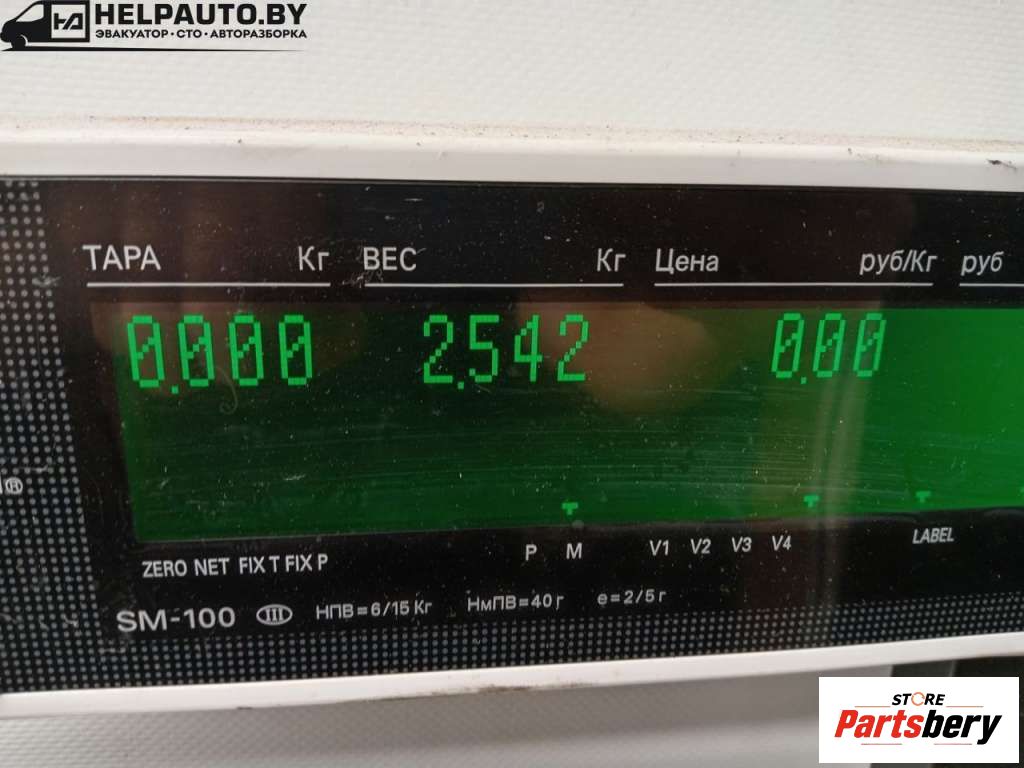 HELPAUTO.BY
ЭВАКУАТОР • СТО • АВТОРАЗБОРКА
ТАРА Кг ВЕС Кг Цена руб/Кг руб
0.000 2.542 0.00
®
P M V1 V2 V3 V4 LABEL
ZERO NET FIX T FIX P
SM-100 III НПВ=6/15 Кг НмПВ=40 г e=2/5 г
STORE
Partsbery